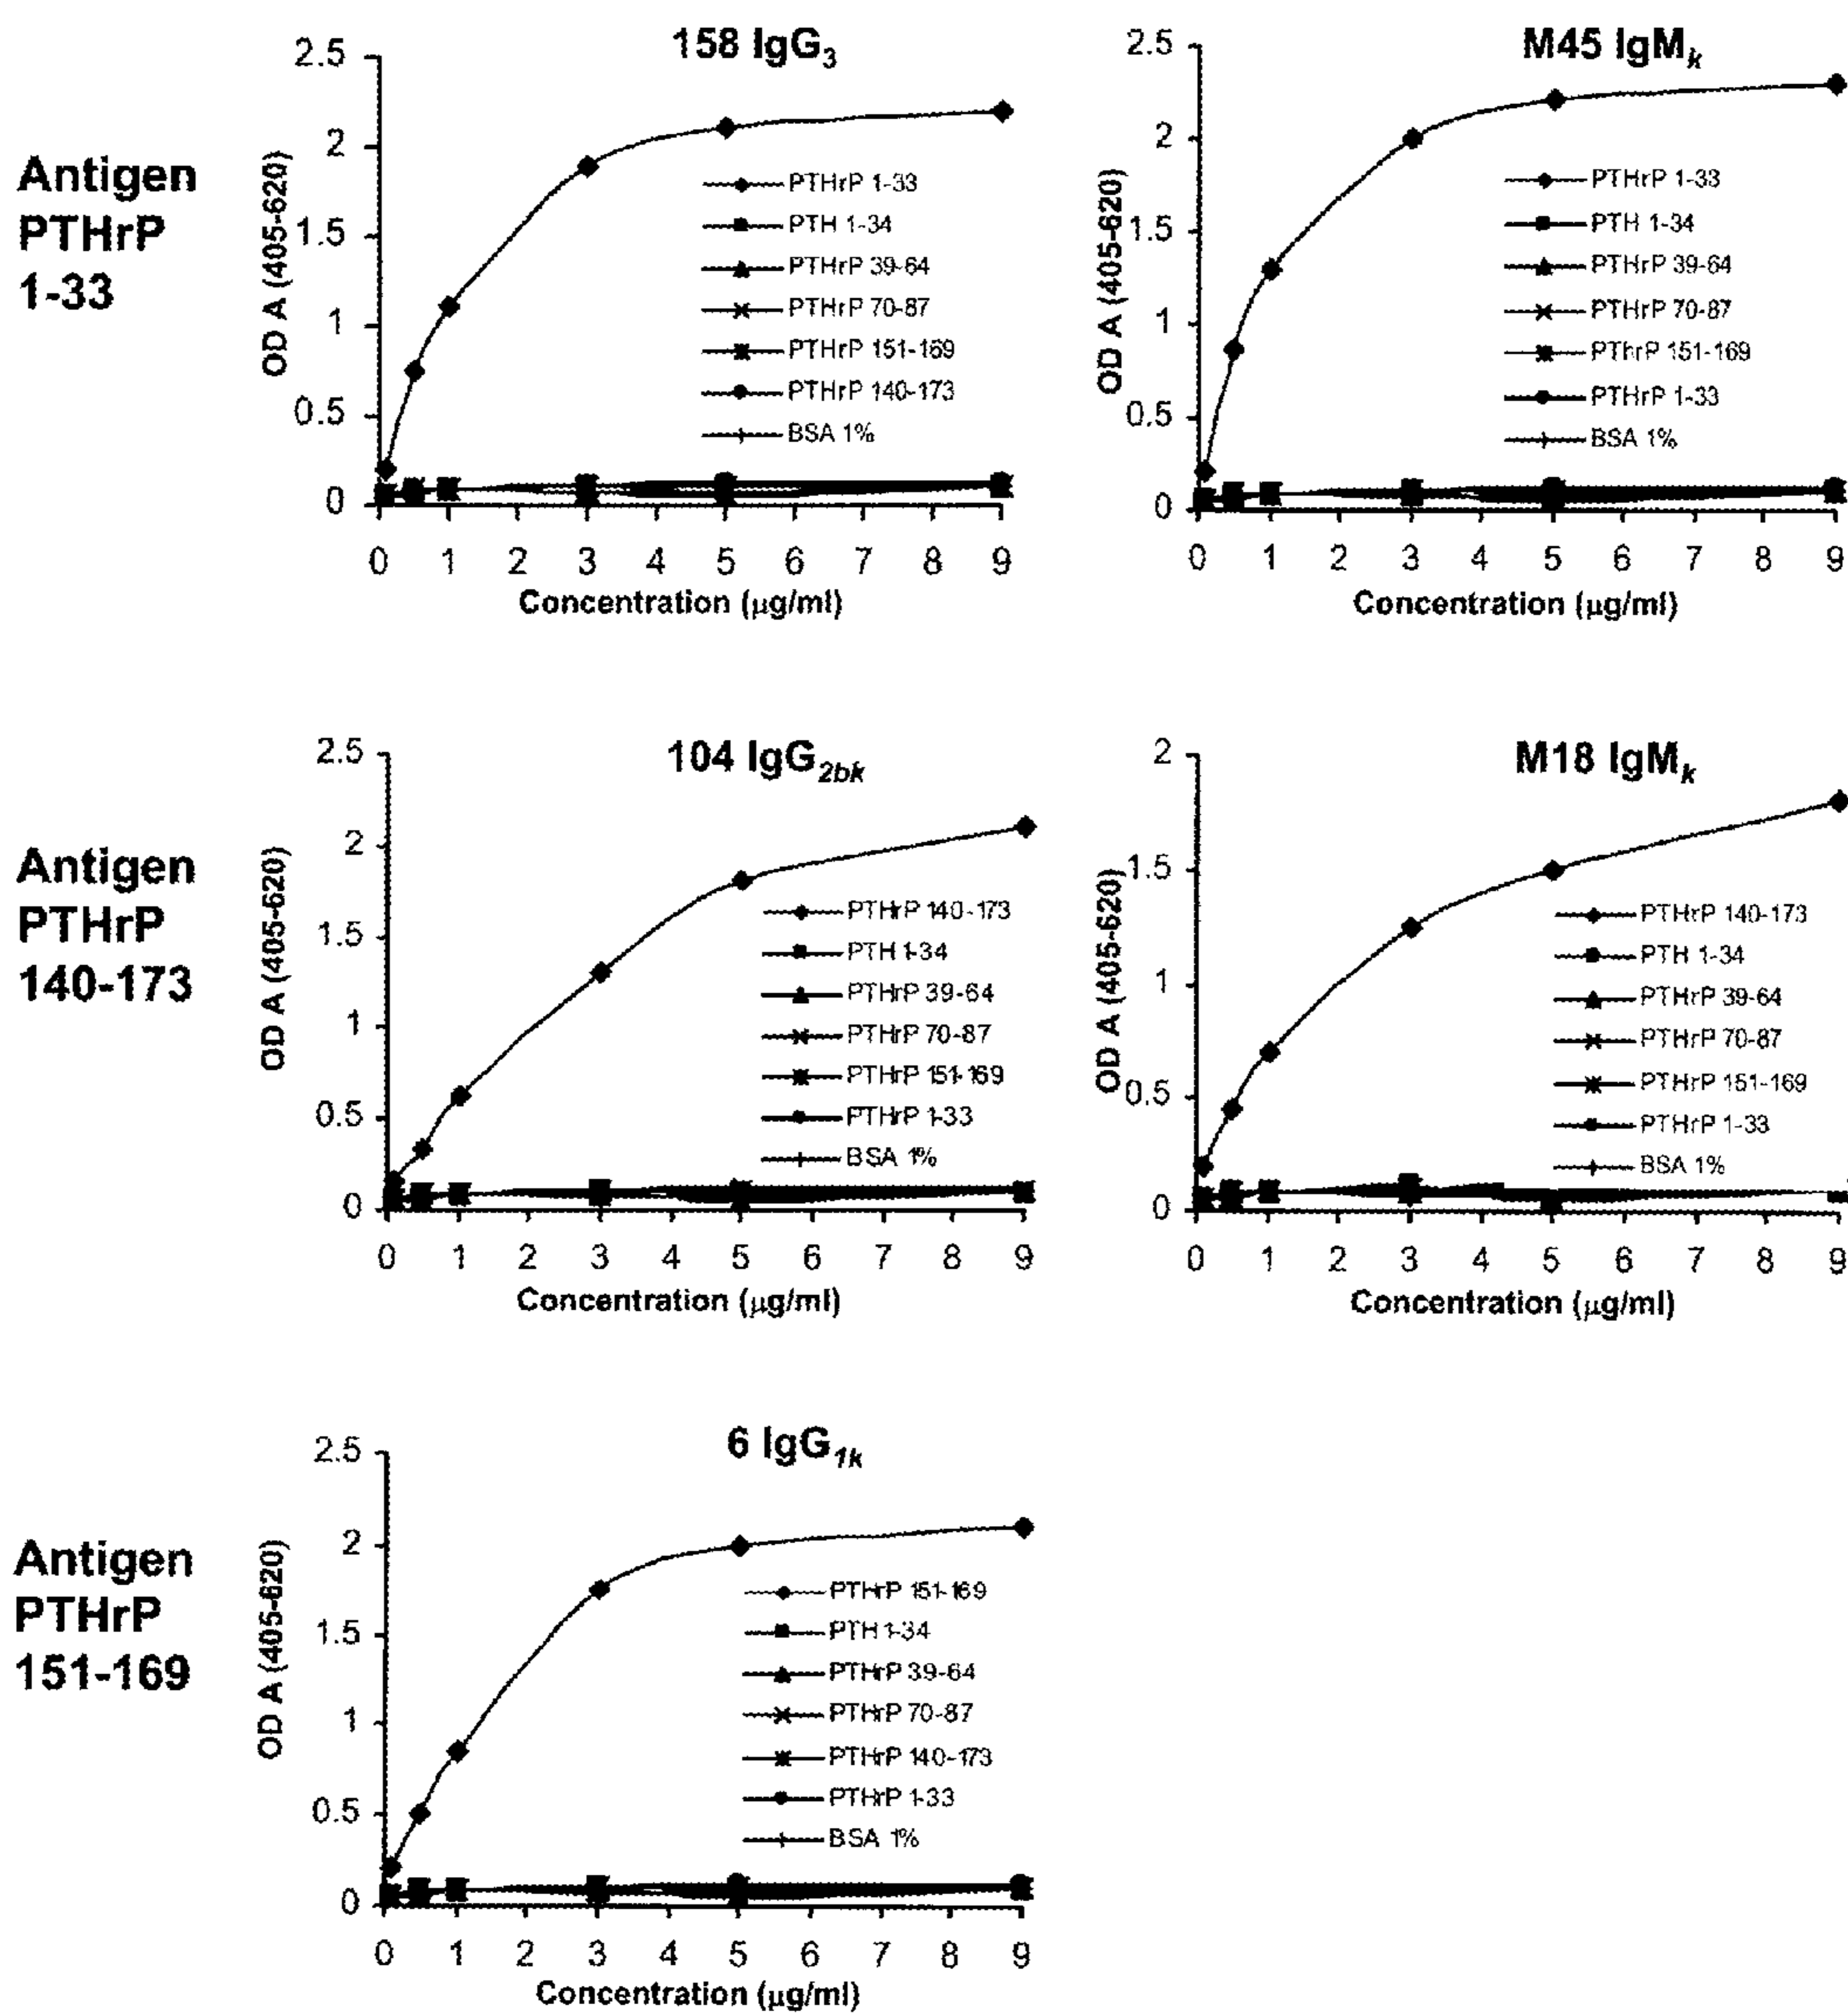 Antigen
PTHrP
1-33
158 IgG3
OD A (405-620)
2.5
2
1.5
1
0.5
0
PTHrP 1-33
PTH 1-34
PTHrP 39-64
PTHrP 70-87
PTHrP 151-169
PTHrP 140-173
BSA 1%
0 1 2 3 4 5 6 7 8 9
Concentration (µg/ml)
M45 IgMk
OD A (405-620)
2.5
2
1.5
1
0.5
0
PTHrP 1-33
PTH 1-34
PTHrP 39-64
PTHrP 70-87
PThrP 151-169
PTHrP 1-33
BSA 1%
0 1 2 3 4 5 6 7 8 9
Concentration (µg/ml)
Antigen
PTHrP
140-173
104 IgG2bk
OD A (405-620)
2.5
2
1.5
1
0.5
0
PTHrP 140-173
PTH 1-34
PTHrP 39-64
PTHrP 70-87
PTHrP 151-169
PTHrP 1-33
BSA 1%
0 1 2 3 4 5 6 7 8 9
Concentration (µg/ml)
M18 IgMk
OD A (405-620)
2
1.5
1
0.5
0
PTHrP 140-173
PTH 1-34
PTHrP 39-64
PTHrP 70-87
PTHrP 151-169
PTHrP 1-33
BSA 1%
0 1 2 3 4 5 6 7 8 9
Concentration (µg/ml)
Antigen
PTHrP
151-169
6 IgG1k
OD A (405-620)
2.5
2
1.5
1
0.5
0
PTHrP 151-169
PTH 1-34
PTHrP 39-64
PTHrP 70-87
PTHrP 140-173
PTHrP 1-33
BSA 1%
0 1 2 3 4 5 6 7 8 9
Concentration (µg/ml)